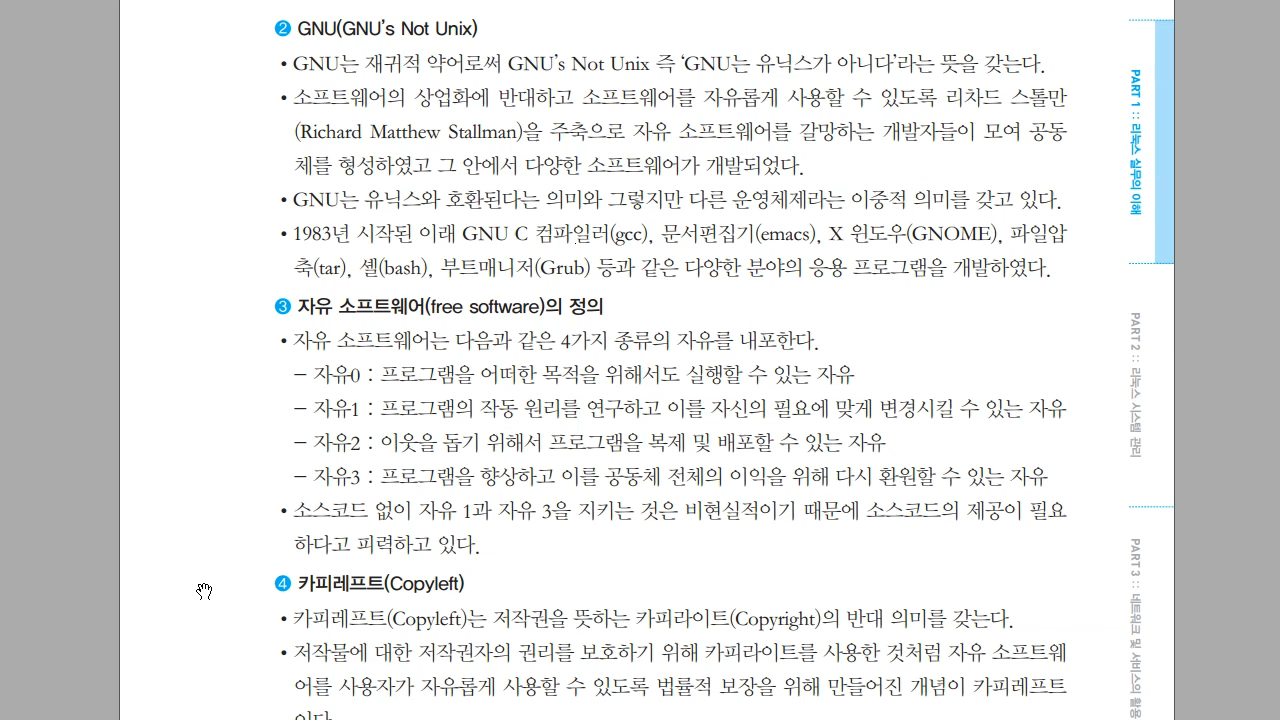 ❷ GNU(GNU's Not Unix)
• GNU는 재귀적 약어로써 GNU's Not Unix 즉 'GNU는 유닉스가 아니다'라는 뜻을 갖는다.
• 소프트웨어의 상업화에 반대하고 소프트웨어를 자유롭게 사용할 수 있도록 리차드 스톨만
(Richard Matthew Stallman)을 주축으로 자유 소프트웨어를 갈망하는 개발자들이 모여 공동
체를 형성하였고 그 안에서 다양한 소프트웨어가 개발되었다.
• GNU는 유닉스와 호환된다는 의미와 그렇지만 다른 운영체제라는 이중적 의미를 갖고 있다.
• 1983년 시작된 이래 GNU C 컴파일러(gcc), 문서편집기(emacs), X 윈도우(GNOME), 파일압
축(tar), 셸(bash), 부트매니저(Grub) 등과 같은 다양한 분야의 응용 프로그램을 개발하였다.
❸ 자유 소프트웨어(free software)의 정의
• 자유 소프트웨어는 다음과 같은 4가지 종류의 자유를 내포한다.
– 자유0 : 프로그램을 어떠한 목적을 위해서도 실행할 수 있는 자유
– 자유1 : 프로그램의 작동 원리를 연구하고 이를 자신의 필요에 맞게 변경시킬 수 있는 자유
– 자유2 : 이웃을 돕기 위해서 프로그램을 복제 및 배포할 수 있는 자유
– 자유3 : 프로그램을 향상하고 이를 공동체 전체의 이익을 위해 다시 환원할 수 있는 자유
• 소스코드 없이 자유 1과 자유 3을 지키는 것은 비현실적이기 때문에 소스코드의 제공이 필요
하다고 피력하고 있다.
❹ 카피레프트(Copyleft)
• 카피레프트(Copyleft)는 저작권을 뜻하는 카피라이트(Copyright)의 반대 의미를 갖는다.
• 저작물에 대한 저작권자의 권리를 보호하기 위해 카피라이트를 사용한 것처럼 자유 소프트웨
어를 사용자가 자유롭게 사용할 수 있도록 법률적 보장을 위해 만들어진 개념이 카피레프트
이다.
PART 1 :: 리눅스 실무의 이해
PART 2 :: 리눅스 시스템 관리
PART 3 :: 네트워크 및 서비스의 활용